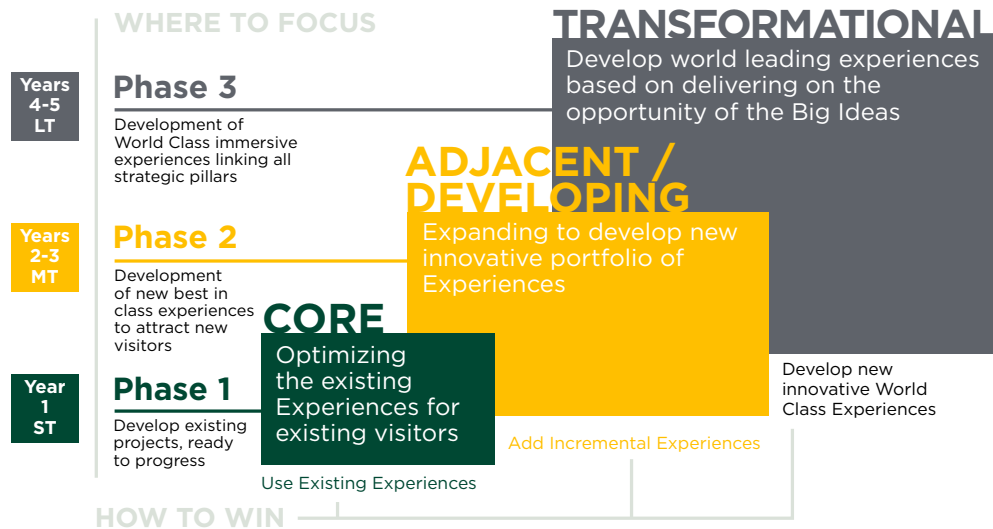 WHERE TO FOCUS
TRANSFORMATIONAL
Develop world leading experiences
based on delivering on the
opportunity of the Big Ideas
Years
4-5
LT
Phase 3
Development of
World Class immersive
experiences linking all
strategic pillars
ADJACENT /
DEVELOPING
Expanding to develop new
innovative portfolio of
Experiences
Years
2-3
MT
Phase 2
Development
of new best in
class experiences
to attract new
visitors
CORE
Optimizing
the existing
Experiences for
existing visitors
Year
1
ST
Phase 1
Develop existing
projects, ready
to progress
Develop new
innovative World
Class Experiences
Add Incremental Experiences
Use Existing Experiences
HOW TO WIN